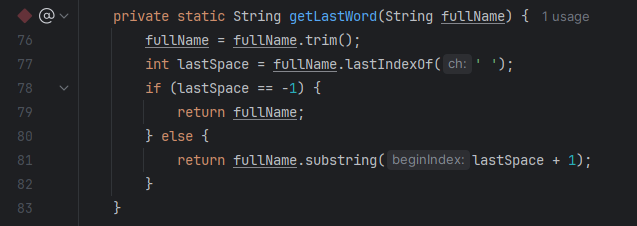 private static String getLastWord(String fullName) { 1 usage
76 fullName = fullName.trim();
77 int lastSpace = fullName.lastIndexOf( ch: ' ');
78 if (lastSpace == -1) {
79 return fullName;
80 } else {
81 return fullName.substring( beginIndex: lastSpace + 1);
82 }
83 }